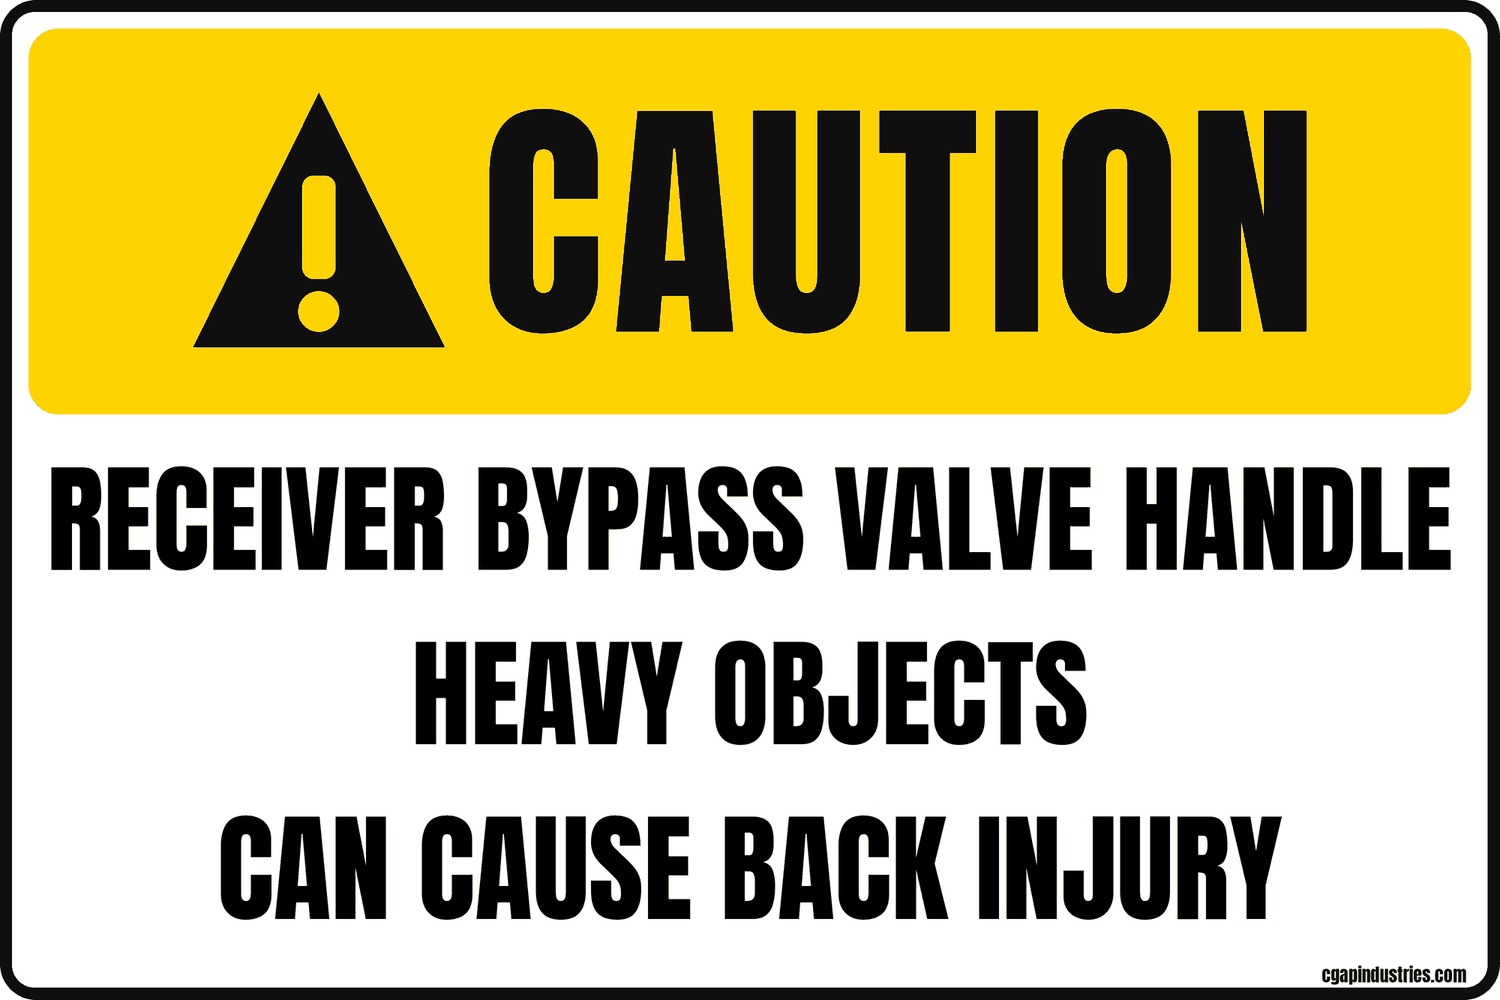 CAUTION
RECEIVER BYPASS VALVE HANDLE
HEAVY OBJECTS
CAN CAUSE BACK INJURY
cgapindustries.com